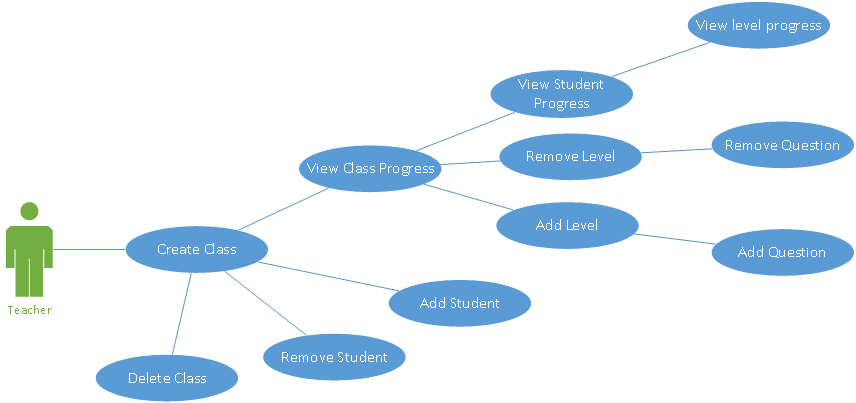 View level progress
View Student
Progress
Remove Question
Remove Level
View Class Progress
Add Level
Create Class
Add Question
Add Student
Teacher
Remove Student
Delete Class